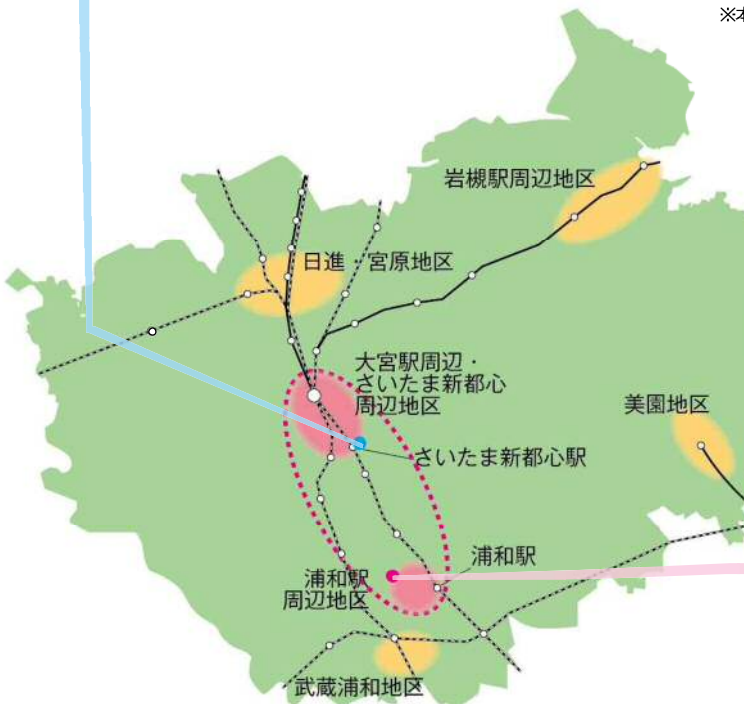 ※本
岩槻駅周辺地区
日進・宮原地区
大宮駅周辺・
さいたま新都心
周辺地区
美園地区
さいたま新都心駅
浦和駅
浦和駅
周辺地区
武蔵浦和地区